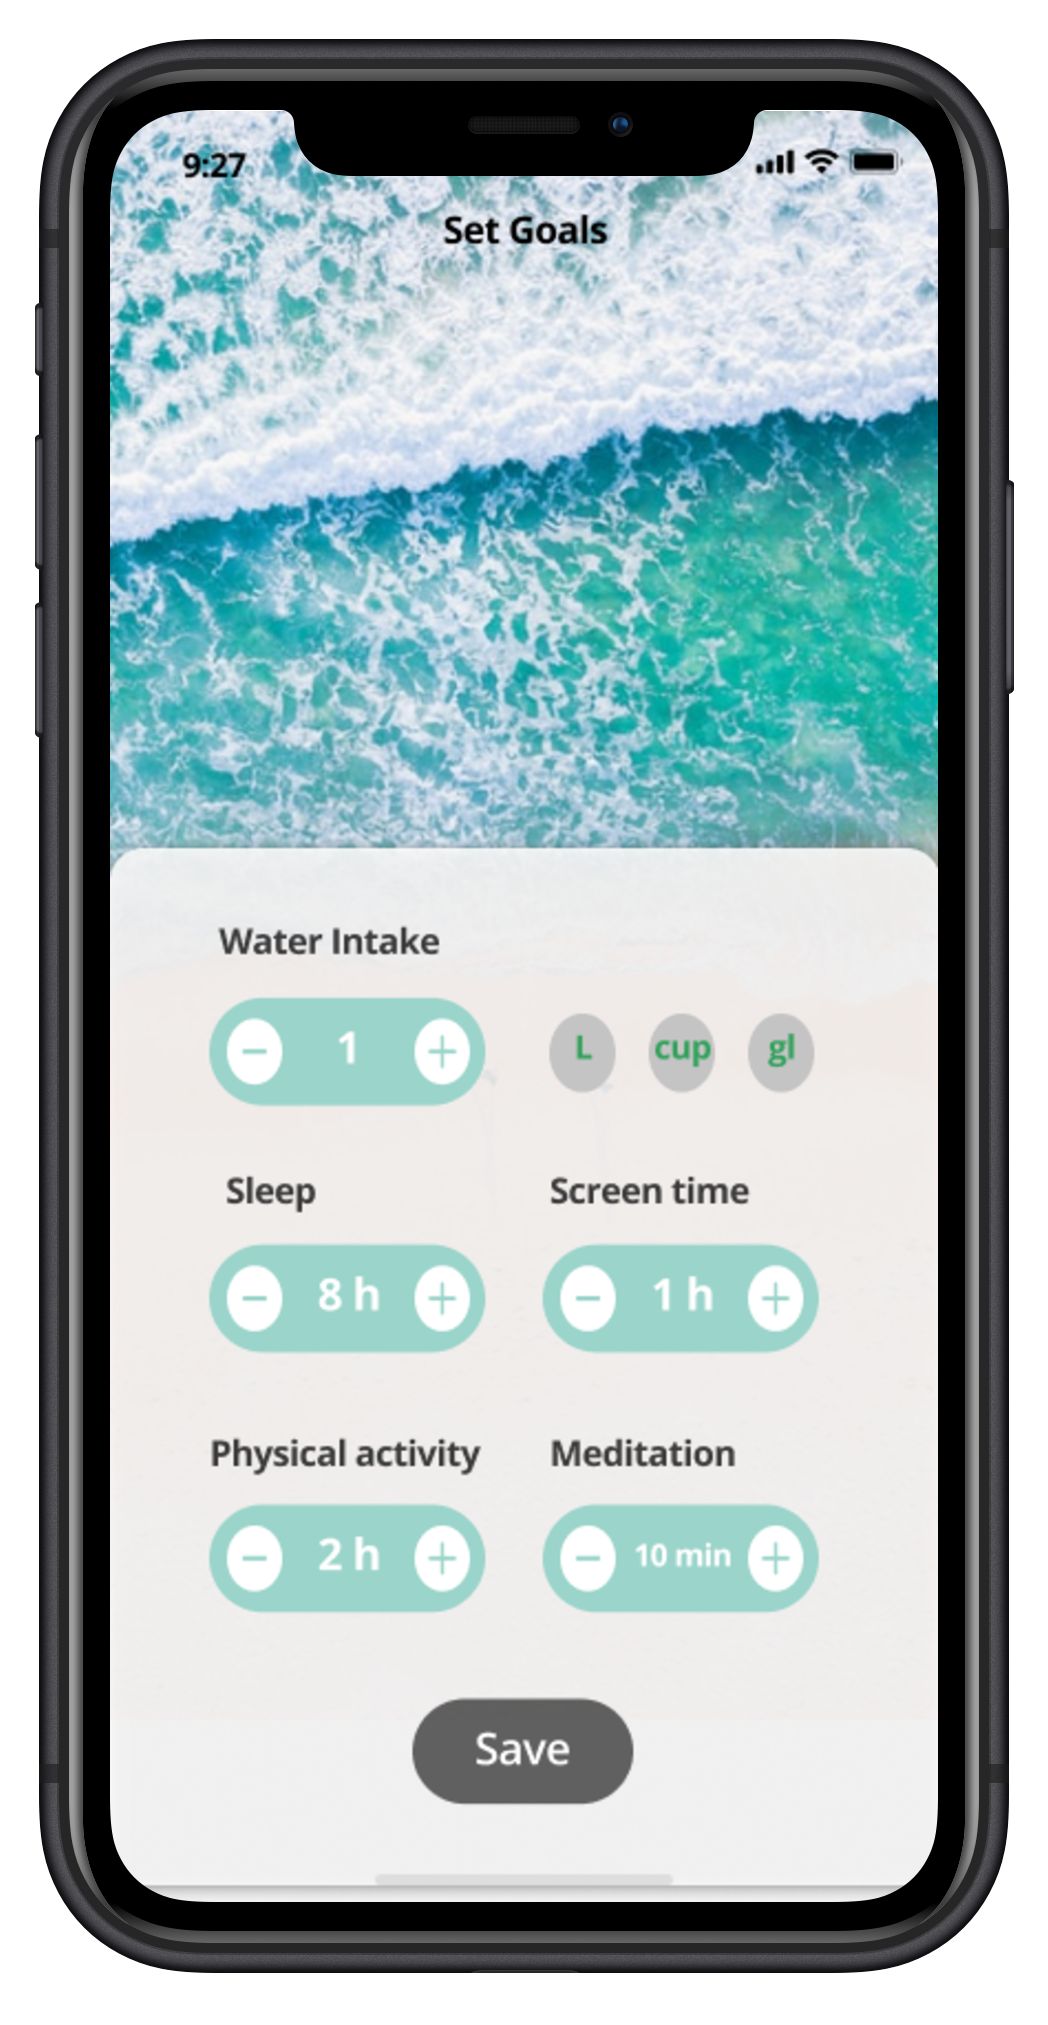 9:27
Set Goals
Water Intake
− 1 +
L cup gl
Sleep
Screen time
− 8 h +
− 1 h +
Physical activity
Meditation
− 2 h +
− 10 min +
Save